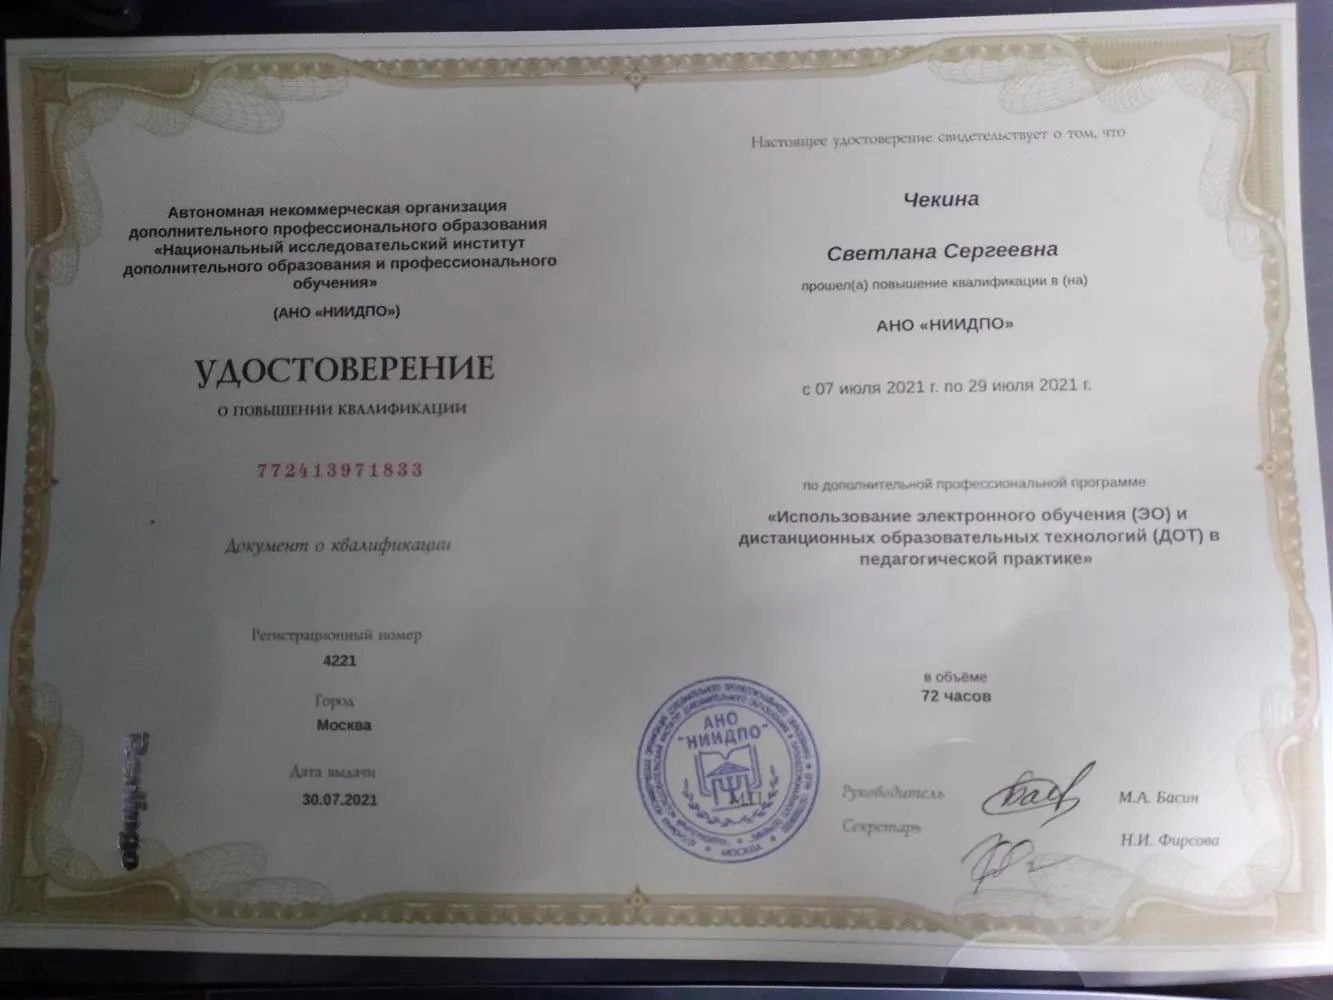 Автономная некоммерческая организация
дополнительного профессионального образования
«Национальный исследовательский институт
дополнительного образования и профессионального
обучения»
(АНО «НИИДПО»)
УДОСТОВЕРЕНИЕ
О ПОВЫШЕНИИ КВАЛИФИКАЦИИ
772413971833
Документ о квалификации
Регистрационный номер
4221
Город
Москва
Дата выдачи
30.07.2021
Настоящее удостоверение свидетельствует о том, что
Чекина
Светлана Сергеевна
прошел(а) повышение квалификации в (на)
АНО «НИИДПО»
с 07 июля 2021 г. по 29 июля 2021 г.
по дополнительной профессиональной программе
«Использование электронного обучения (ЭО) и
дистанционных образовательных технологий (ДОТ) в
педагогической практике»
в объёме
72 часов
АНО
"НИИДПО"
М.П.
МОСКВА
Руководитель
М.А. Басин
Секретарь
Н.И. Фирсова
Berlingo